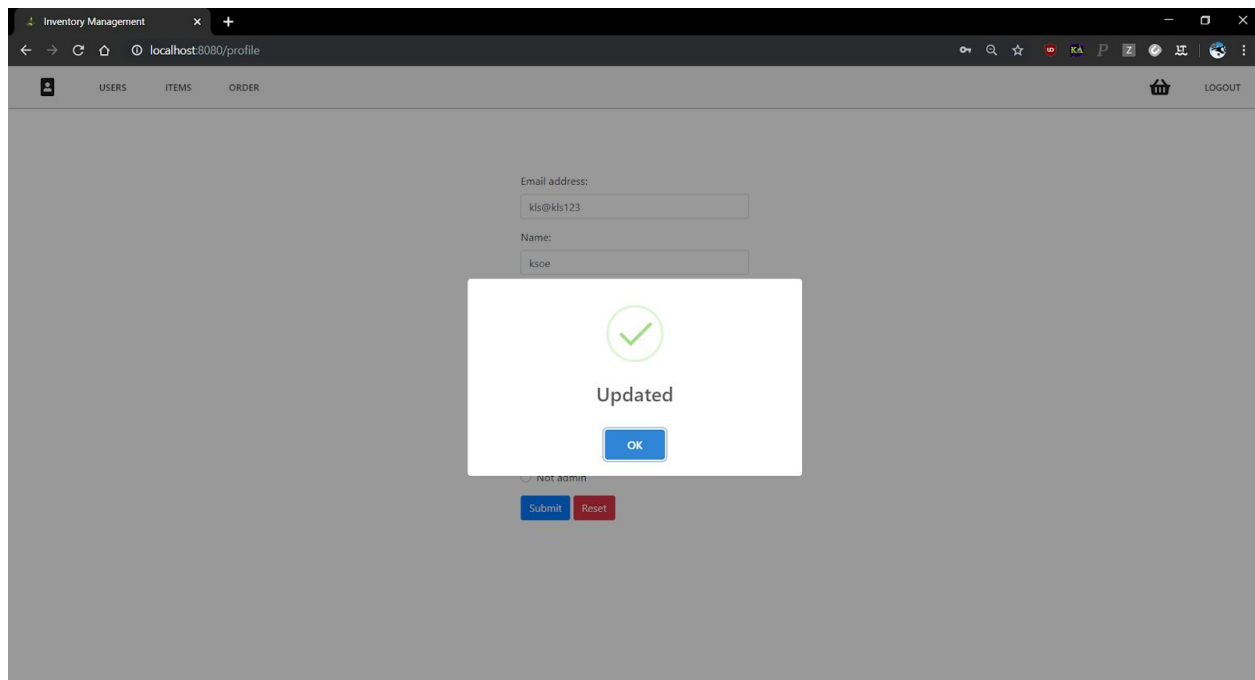 Inventory Management
localhost:8080/profile
USERS ITEMS ORDER LOGOUT
Email address:
kls@kls123
Name:
ksoe
Updated
OK
Not admin
Submit Reset